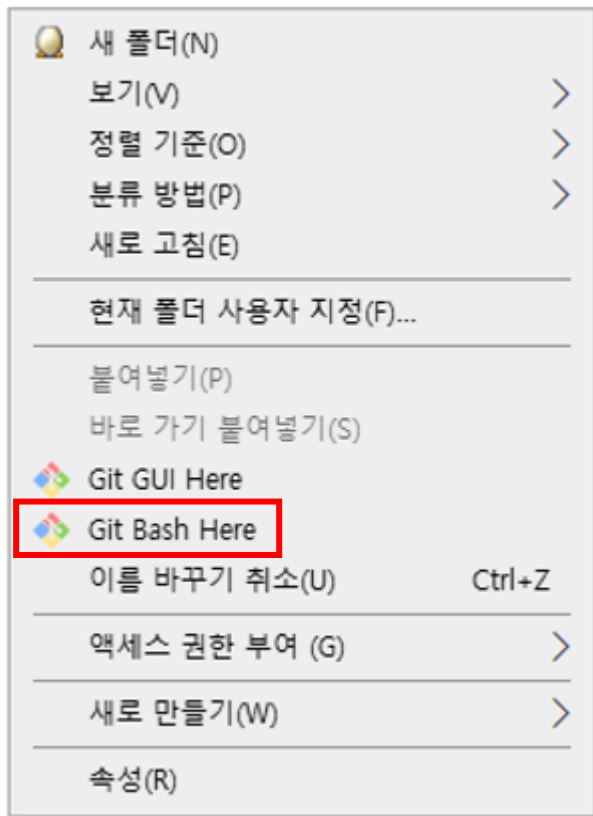 새 폴더(N)
보기(V)
정렬 기준(O)
분류 방법(P)
새로 고침(E)
현재 폴더 사용자 지정(F)...
붙여넣기(P)
바로 가기 붙여넣기(S)
Git GUI Here
Git Bash Here
이름 바꾸기 취소(U) Ctrl+Z
액세스 권한 부여 (G)
새로 만들기(W)
속성(R)